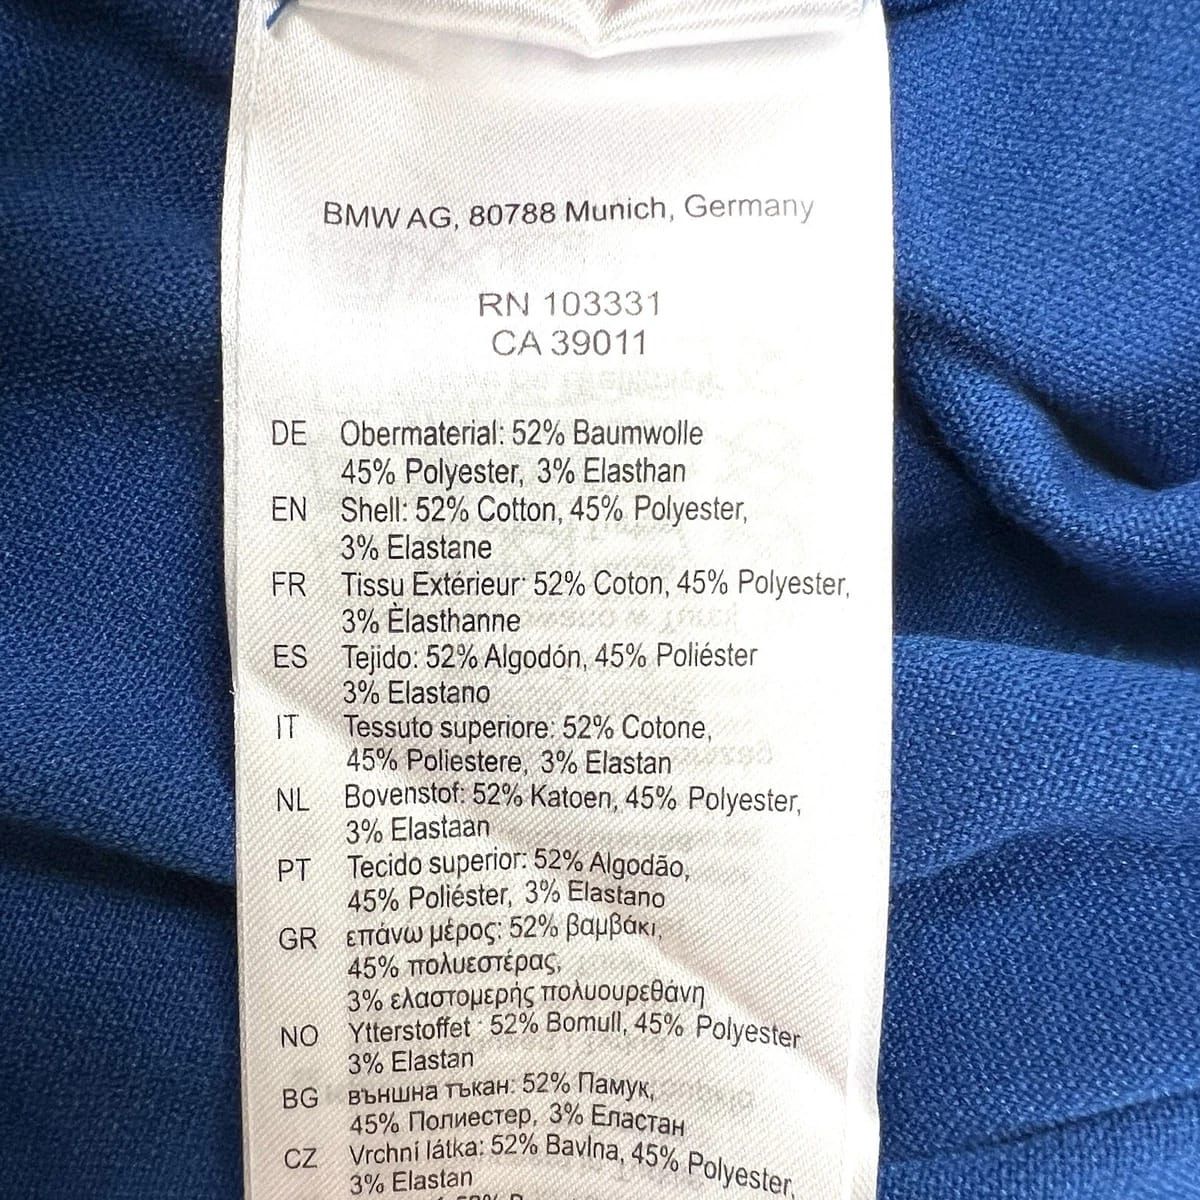 BMW AG, 80788 Munich, Germany
RN 103331
CA 39011
DE Obermaterial: 52% Baumwolle
45% Polyester, 3% Elasthan
EN Shell: 52% Cotton, 45% Polyester,
3% Elastane
FR Tissu Extérieur: 52% Coton, 45% Polyester,
3% Èlasthanne
ES Tejido: 52% Algodón, 45% Poliéster
3% Elastano
IT Tessuto superiore: 52% Cotone,
45% Poliestere, 3% Elastan
NL Bovenstof: 52% Katoen, 45% Polyester,
3% Elastaan
PT Tecido superior: 52% Algodão,
45% Poliéster, 3% Elastano
GR επάνω μέρος: 52% βαμβάκι,
45% πολυεστέρας,
3% ελαστομερής πολυουρεθάνη
NO Ytterstoffet : 52% Bomull, 45% Polyester
3% Elastan
BG външна тъкан: 52% Памук,
45% Полиестер, 3% Еластан
CZ Vrchní látka: 52% Bavlna, 45% Polyester,
3% Elastan